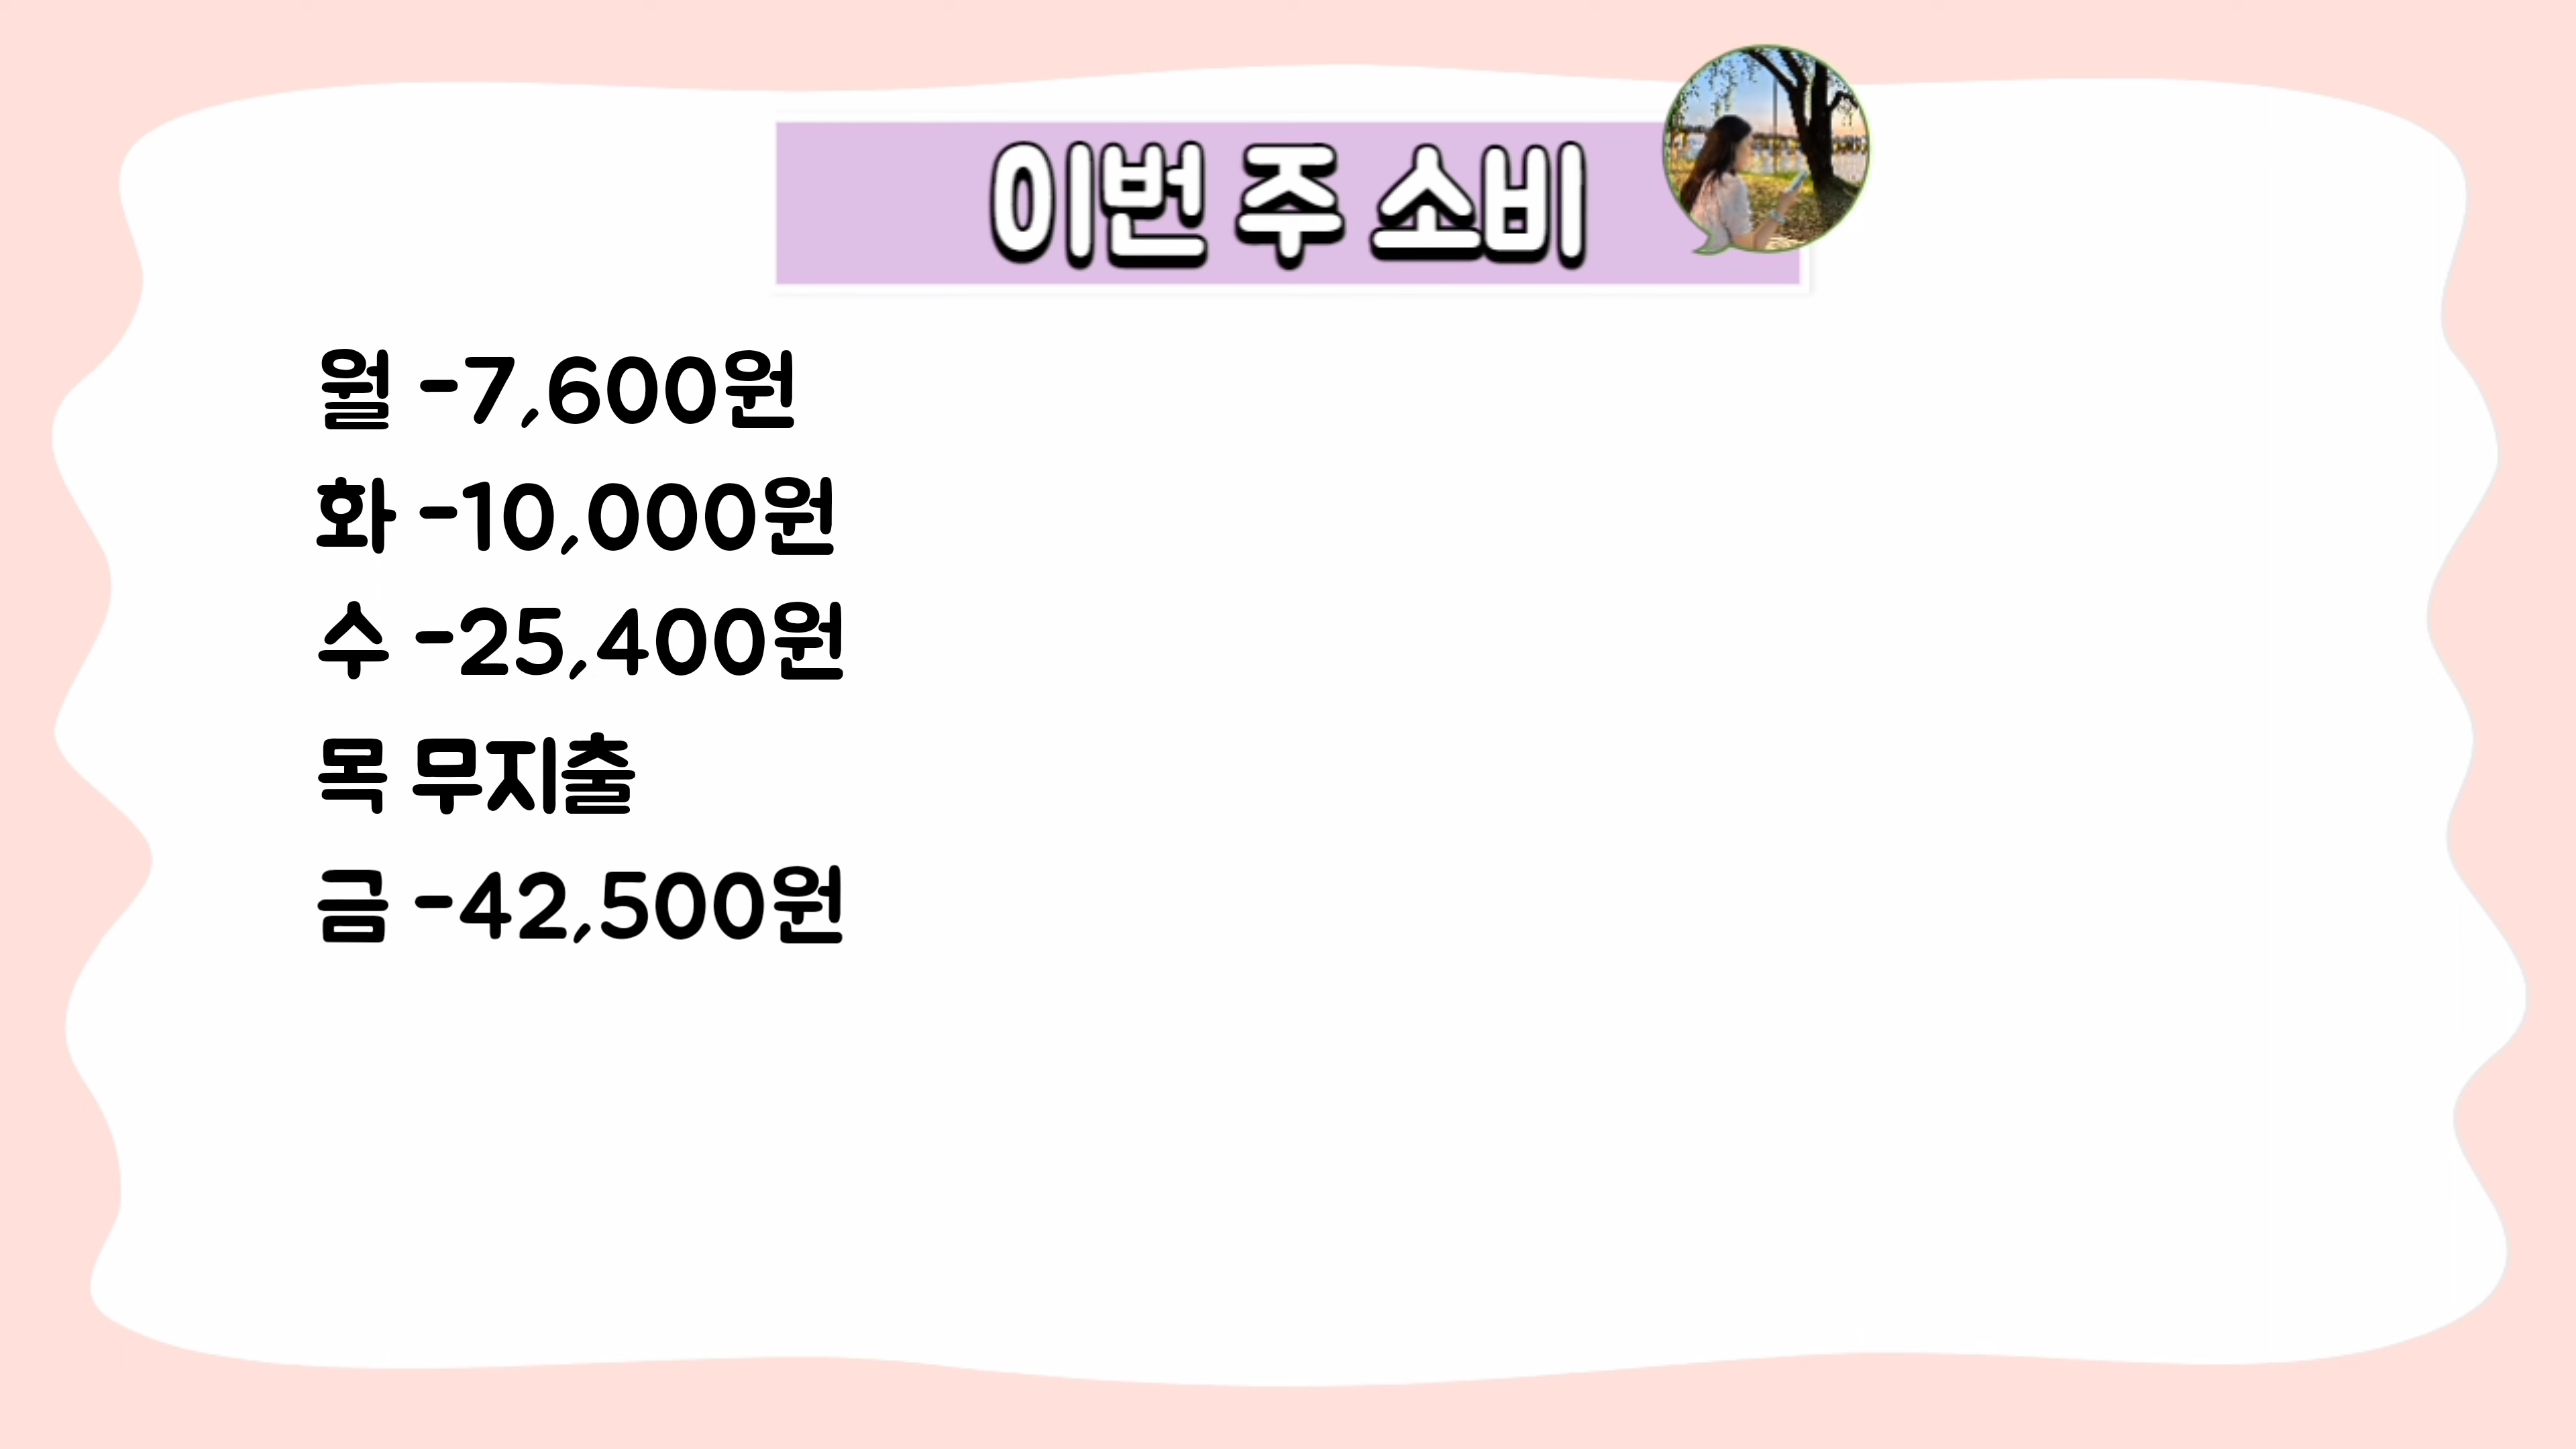 이번 주 소비
월 -7,600원
화 -10,000원
수 -25,400원
목 무지출
금 -42,500원